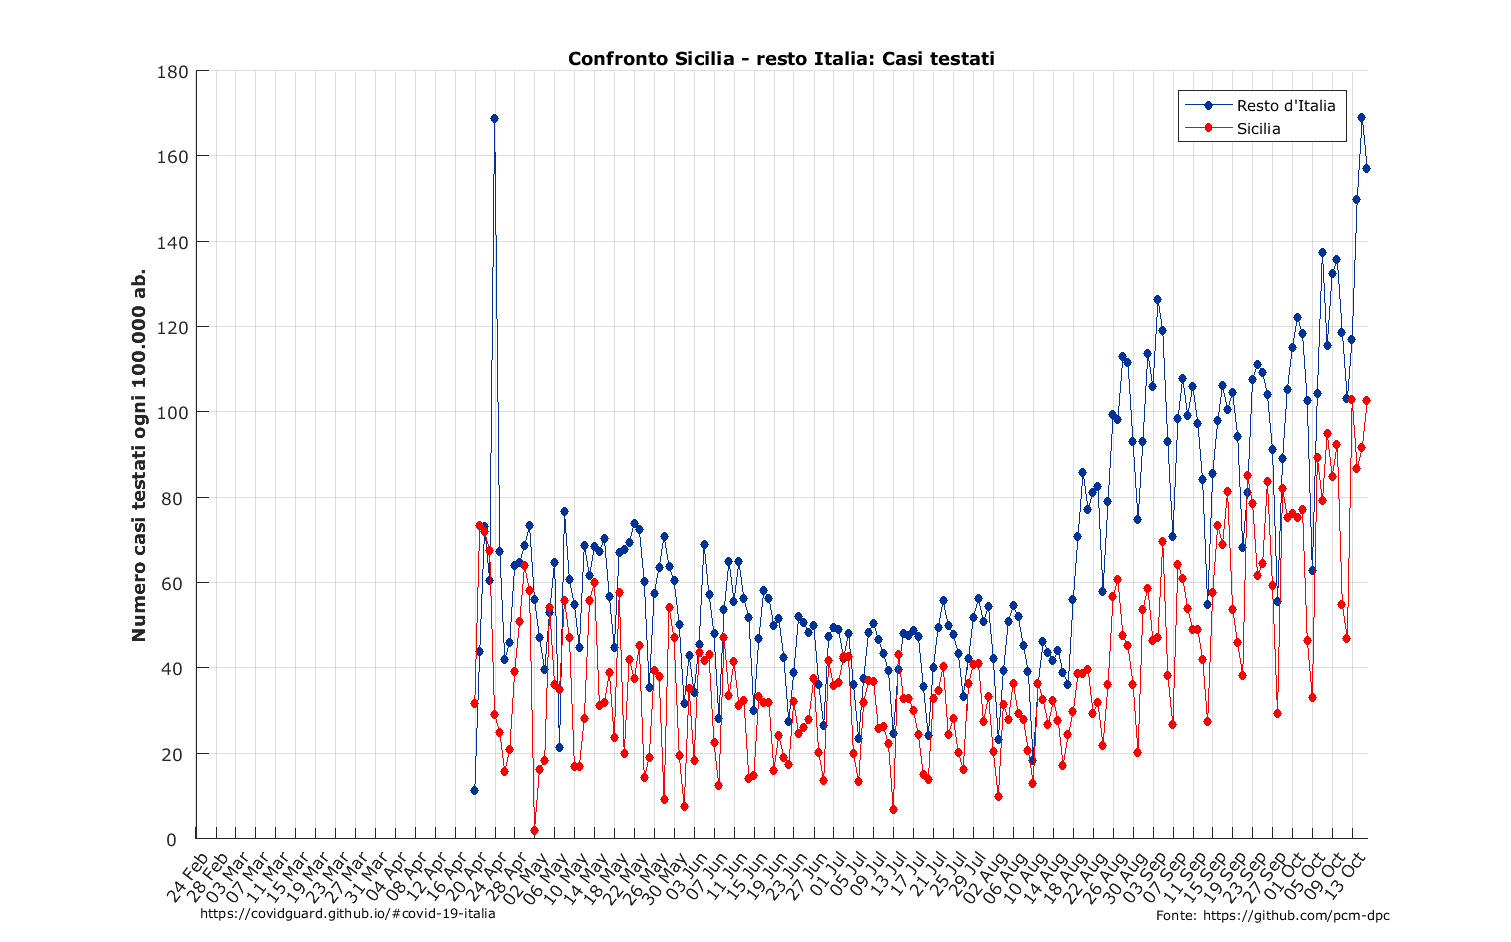 Confronto Sicilia - resto Italia: Casi testati
Resto d'Italia
Sicilia
Numero casi testati ogni 100.000 ab.
180
160
140
120
100
80
60
40
20
0
24 Feb
28 Feb
03 Mar
07 Mar
11 Mar
15 Mar
19 Mar
23 Mar
27 Mar
31 Mar
04 Apr
08 Apr
12 Apr
16 Apr
20 Apr
24 Apr
28 Apr
02 May
06 May
10 May
14 May
18 May
22 May
26 May
30 May
03 Jun
07 Jun
11 Jun
15 Jun
19 Jun
23 Jun
27 Jun
01 Jul
05 Jul
09 Jul
13 Jul
17 Jul
21 Jul
25 Jul
29 Jul
02 Aug
06 Aug
10 Aug
14 Aug
18 Aug
22 Aug
26 Aug
30 Aug
03 Sep
07 Sep
11 Sep
15 Sep
19 Sep
23 Sep
27 Sep
01 Oct
05 Oct
09 Oct
13 Oct
https://covidguard.github.io/#covid-19-italia
Fonte: https://github.com/pcm-dpc